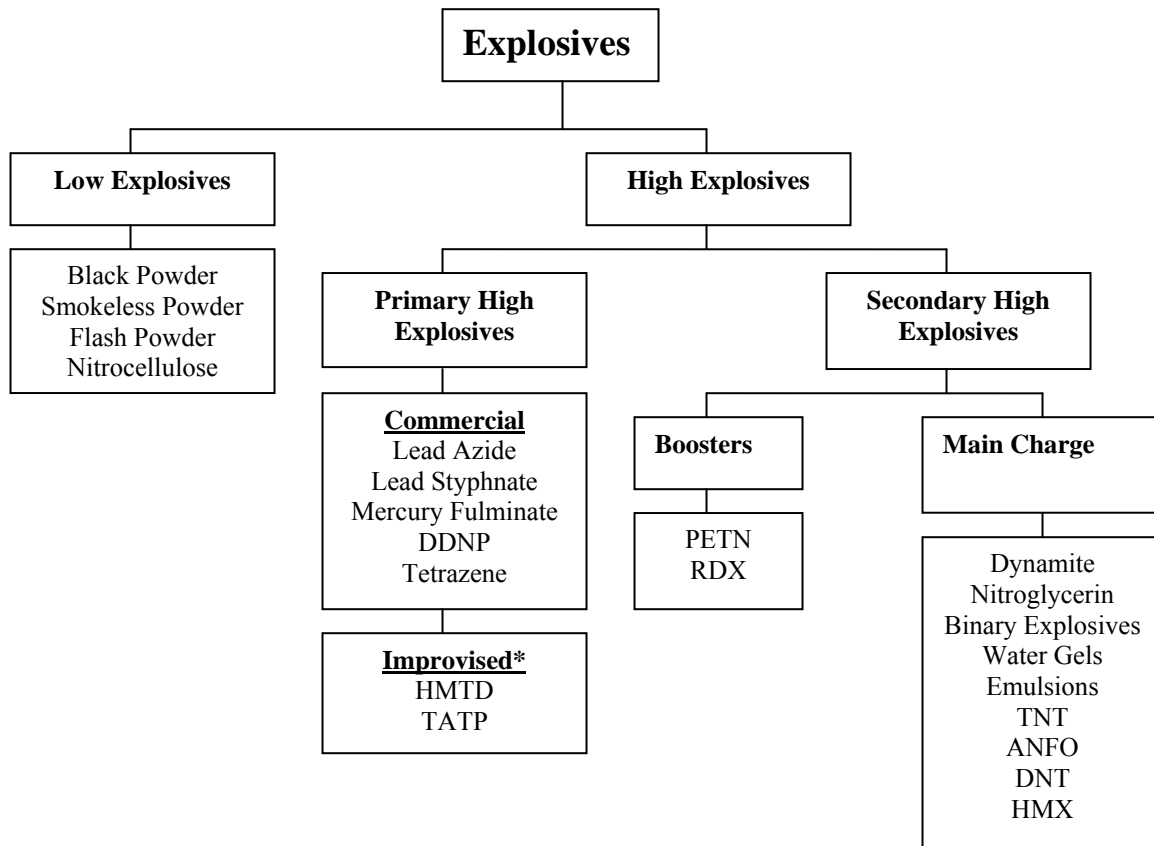 Explosives
Low Explosives
High Explosives
Black Powder
Smokeless Powder
Flash Powder
Nitrocellulose
Primary High
Explosives
Secondary High
Explosives
Commercial
Lead Azide
Lead Styphnate
Mercury Fulminate
DDNP
Tetrazene
Improvised*
HMTD
TATP
Boosters
PETN
RDX
Main Charge
Dynamite
Nitroglycerin
Binary Explosives
Water Gels
Emulsions
TNT
ANFO
DNT
HMX